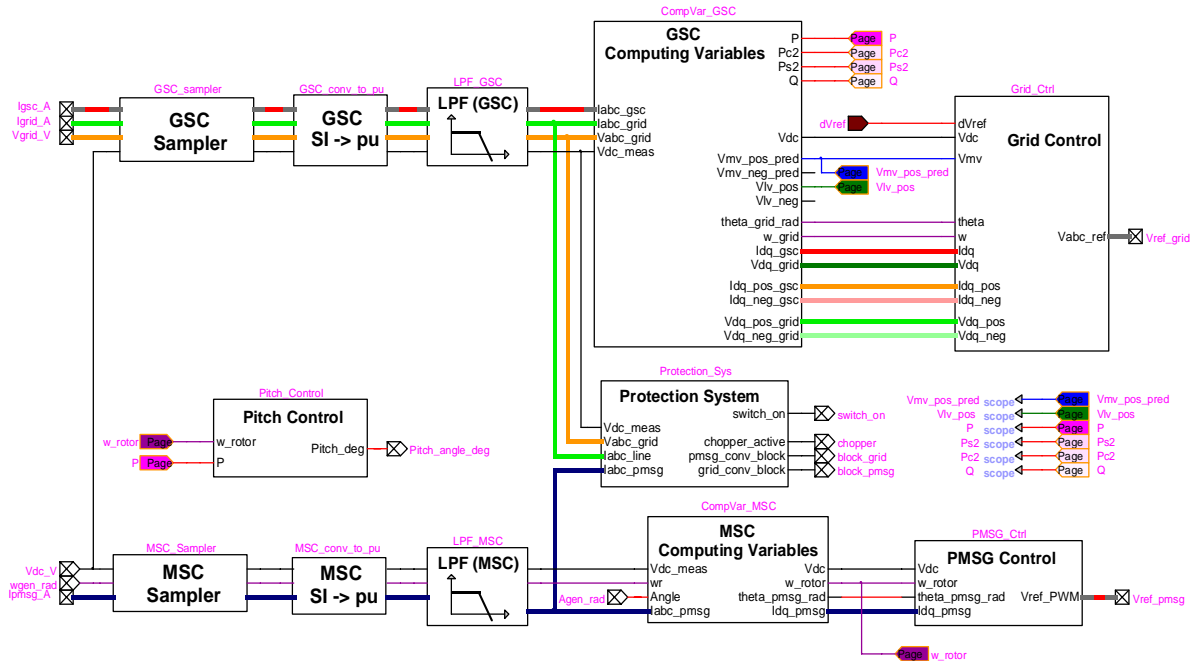 CompVar_GSC
GSC
Computing Variables
P
Pc2
Ps2
Q
Page P
Page Pc2
Page Ps2
Page Q
GSC_sampler
GSC_conv_to_pu
LPF_GSC
Igsc_A
Igrid_A
Vgrid_V
GSC
Sampler
GSC
SI -> pu
LPF (GSC)
Iabc_gsc
Iabc_grid
Vabc_grid
Vdc_meas
Vdc
Vmv_pos_pred
Vmv_neg_pred
Vlv_pos
Vlv_neg
theta_grid_rad
w_grid
Idq_gsc
Vdq_grid
Idq_pos_gsc
Idq_neg_gsc
Vdq_pos_grid
Vdq_neg_grid
dVref
Page Vmv_pos_pred
Page Vlv_pos
Grid_Ctrl
Grid Control
dVref
Vdc
Vmv
theta
w
Idq
Vdq
Idq_pos
Idq_neg
Vdq_pos
Vdq_neg
Vabc_ref
Vref_grid
Pitch_Control
Pitch Control
w_rotor Page
P Page
w_rotor
P
Pitch_deg
Pitch_angle_deg
Protection_Sys
Protection System
Vdc_meas
Vabc_grid
Iabc_line
Iabc_pmsg
switch_on
chopper_active
pmsg_conv_block
grid_conv_block
switch_on
chopper
block_grid
block_pmsg
Vmv_pos_pred scope Page Vmv_pos_pred
Vlv_pos scope Page Vlv_pos
P scope Page P
Ps2 scope Page Ps2
Pc2 scope Page Pc2
Q scope Page Q
MSC_Sampler
MSC_conv_to_pu
LPF_MSC
Vdc_V
wgen_rad
Ipmsg_A
MSC
Sampler
MSC
SI -> pu
LPF (MSC)
Agen_rad
CompVar_MSC
MSC
Computing Variables
Vdc_meas
wr
Angle
Iabc_pmsg
Vdc
w_rotor
theta_pmsg_rad
Idq_pmsg
PMSG_Ctrl
PMSG Control
Vdc
w_rotor
theta_pmsg_rad
Idq_pmsg
Vref_PWM
Vref_pmsg
Page w_rotor